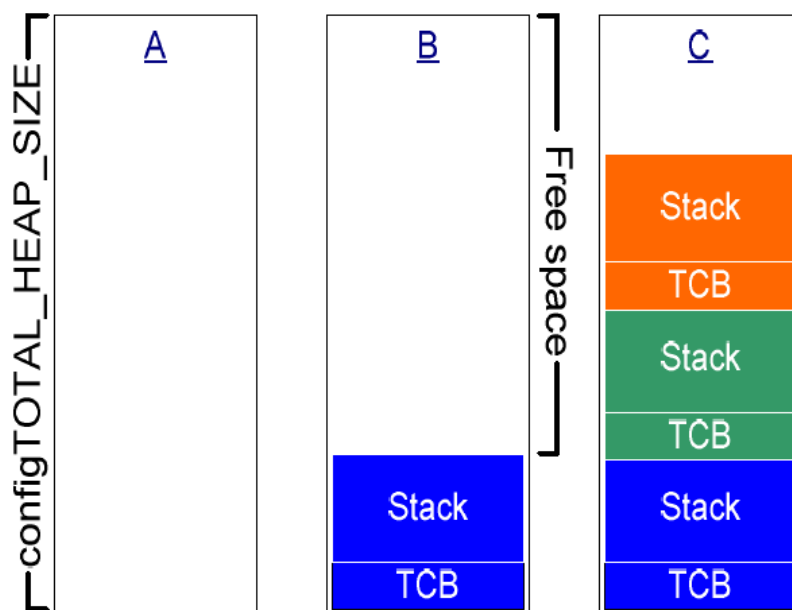 configTOTAL_HEAP_SIZE
A
B
Free space
Stack
TCB
C
Stack
TCB
Stack
TCB
Stack
TCB